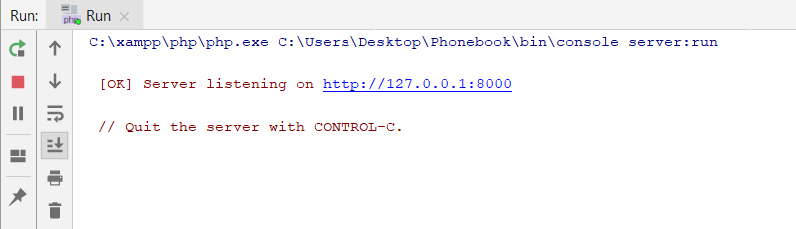 Run: php Run
C:\xampp\php\php.exe C:\Users\Desktop\Phonebook\bin\console server:run
[OK] Server listening on http://127.0.0.1:8000
// Quit the server with CONTROL-C.